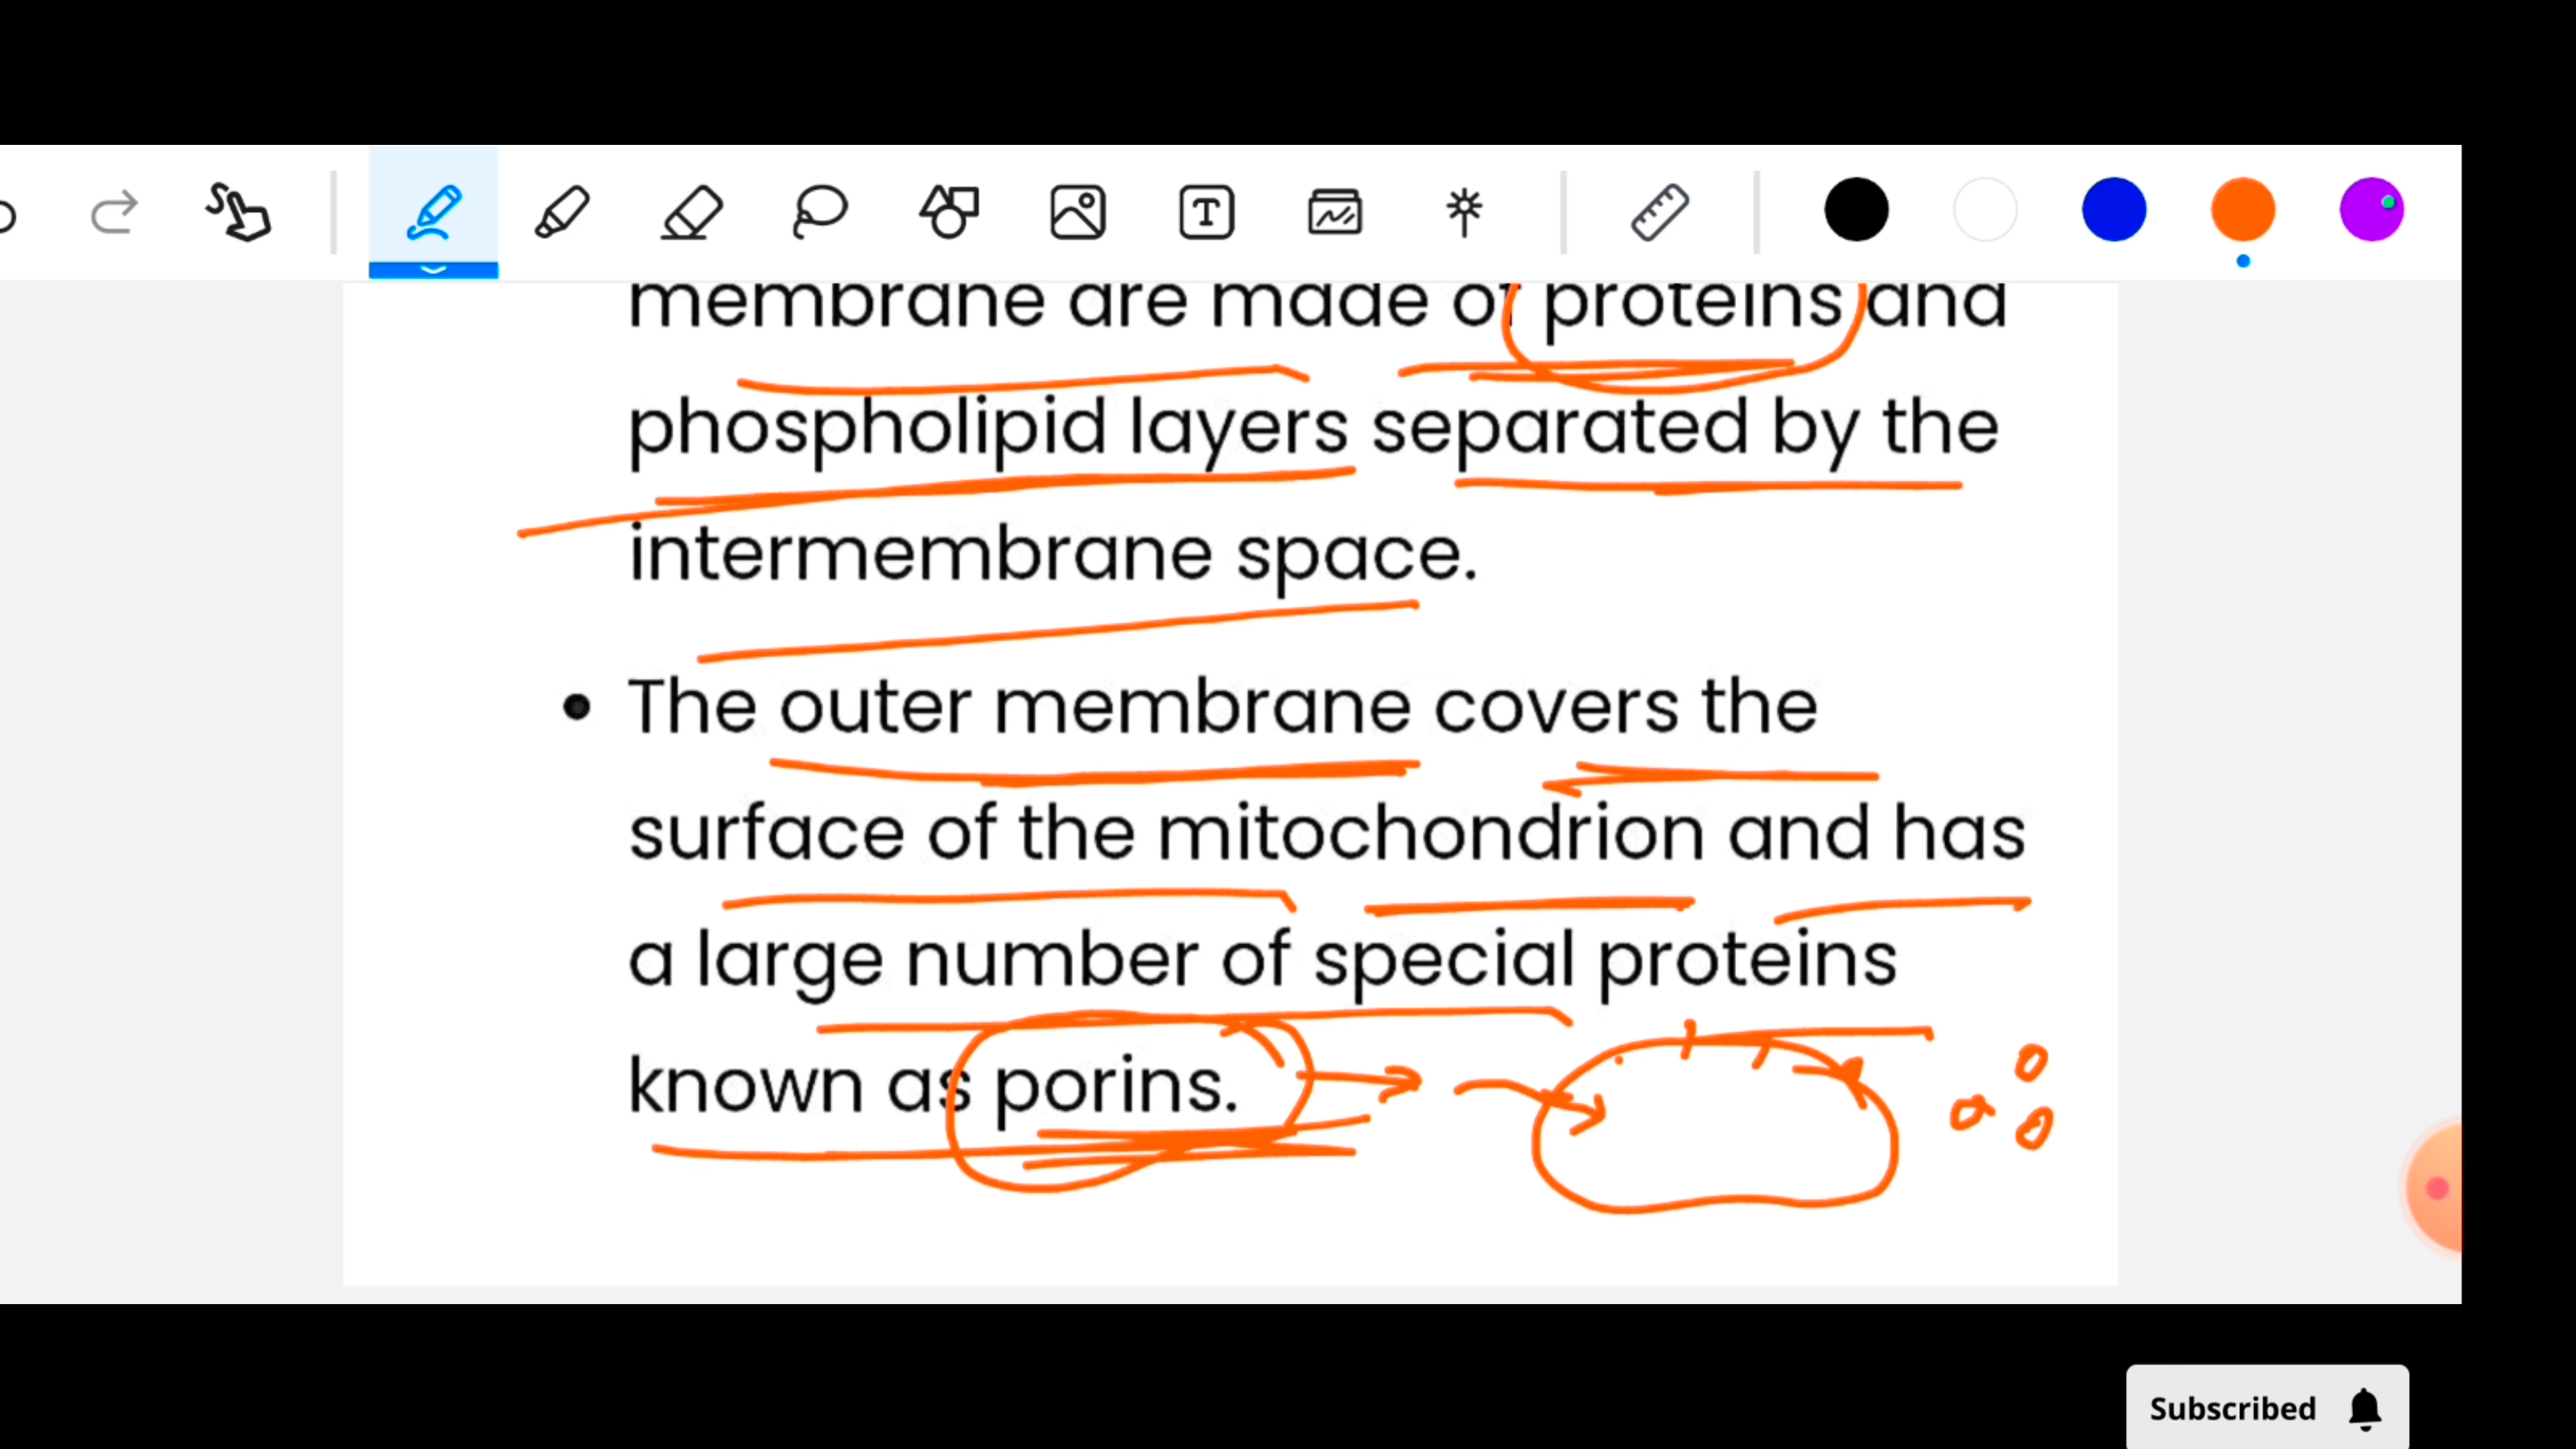 membrane are made of proteins and
phospholipid layers separated by the
intermembrane space.
• The outer membrane covers the
surface of the mitochondrion and has
a large number of special proteins
known as porins.
Subscribed